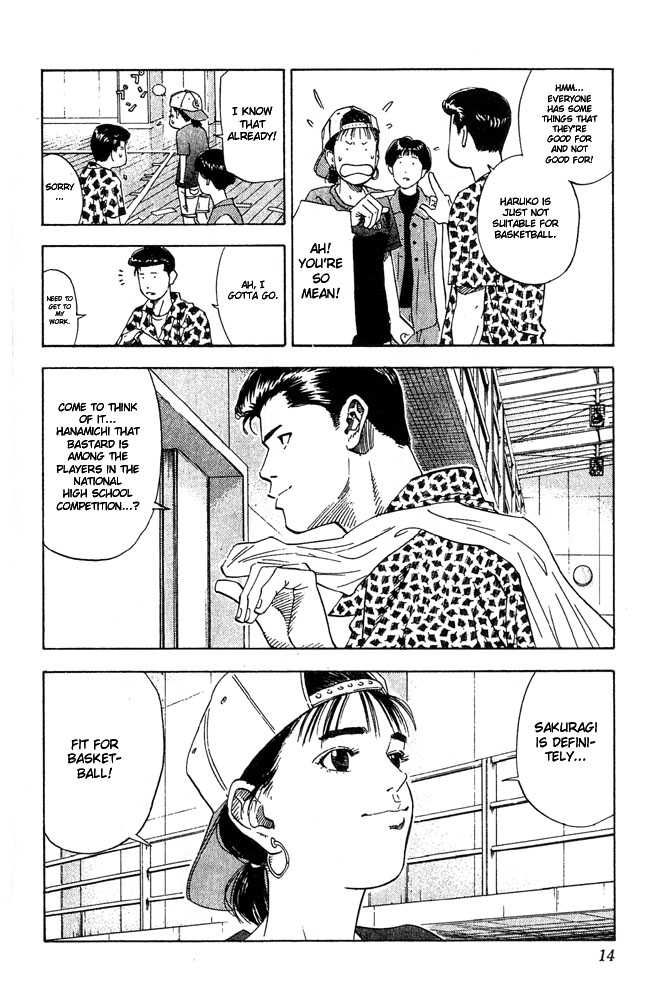 HMM...
EVERYONE
HAS SOME
THINGS THAT
THEY'RE
GOOD FOR
AND NOT
GOOD FOR!
HARUKO IS
JUST NOT
SUITABLE FOR
BASKETBALL.
AH!
YOU'RE
SO
MEAN!
I KNOW
THAT
ALREADY!
SORRY
...
AH, I
GOTTA GO.
NEED TO
GET TO
MY
WORK.
COME TO THINK
OF IT...
HANAMICHI THAT
BASTARD IS
AMONG THE
PLAYERS IN THE
NATIONAL
HIGH SCHOOL
COMPETITION...?
SAKURAGI
IS DEFINI-
TELY...
FIT FOR
BASKET-
BALL!
14